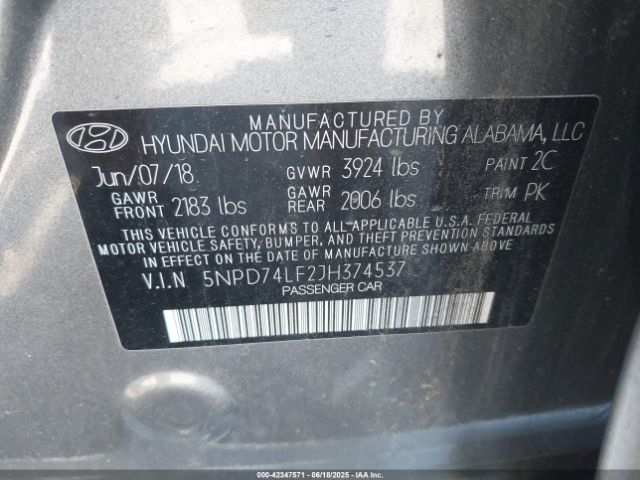 MANUFACTURED BY
HYUNDAI MOTOR MANUFACTURING ALABAMA, LLC
Jun/07/18 GVWR 3924 lbs PAINT 2C
GAWR FRONT 2183 lbs GAWR REAR 2006 lbs TRIM PK
THIS VEHICLE CONFORMS TO ALL APPLICABLE U.S.A. FEDERAL
MOTOR VEHICLE SAFETY, BUMPER, AND THEFT PREVENTION STANDARDS
IN EFFECT ON THE DATE OF MANUFACTURE SHOWN ABOVE
V.I.N 5NPD74LF2JH374537
PASSENGER CAR
000-42347571 - 06/18/2025 - COPYRIGHT IAA, LLC.